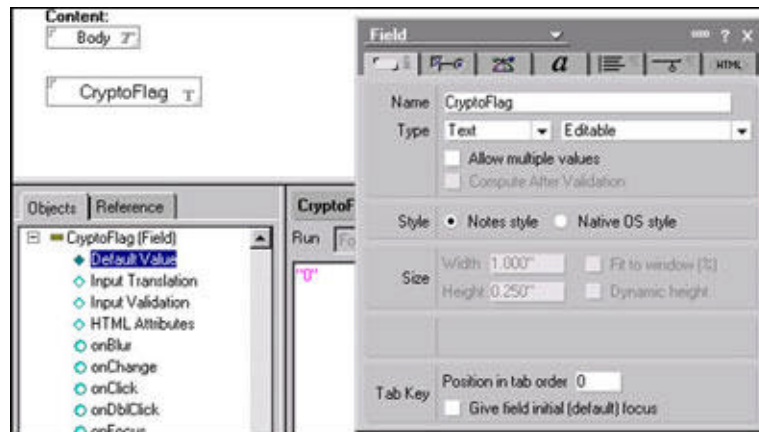 Content:
Body T
CryptoFlag T
Field
? X
a
HTML
Name CryptoFlag
Type Text Editable
Allow multiple values
Compute After Validation
Style Notes style Native OS style
Size
Width 1.000" Fit to window (%)
Height 0.250" Dynamic height
Tab Key
Position in tab order 0
Give field initial (default) focus
Objects Reference
CryptoFlag (Field)
Default Value
Input Translation
Input Validation
HTML Attributes
onBlur
onChange
onClick
onDblClick
onFocus
CryptoF
Run Fo
"0"